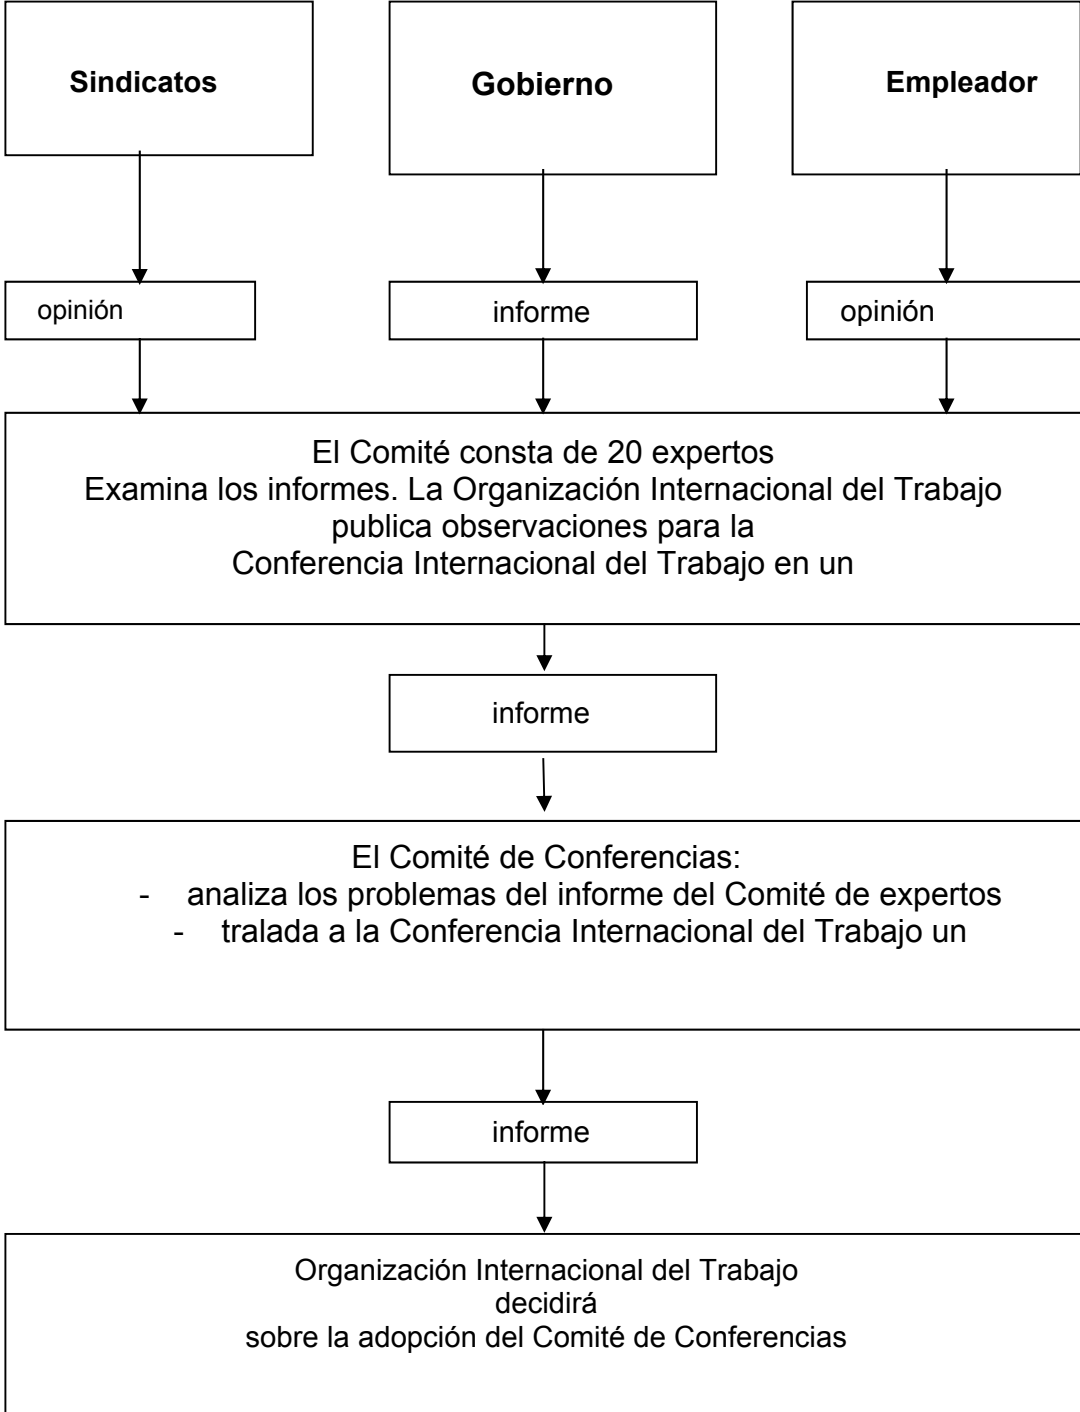 Sindicatos
Gobierno
Empleador
opinión
informe
opinión
El Comité consta de 20 expertos
Examina los informes. La Organización Internacional del Trabajo
publica observaciones para la
Conferencia Internacional del Trabajo en un
informe
El Comité de Conferencias:
- analiza los problemas del informe del Comité de expertos
- tralada a la Conferencia Internacional del Trabajo un
informe
Organización Internacional del Trabajo
decidirá
sobre la adopción del Comité de Conferencias